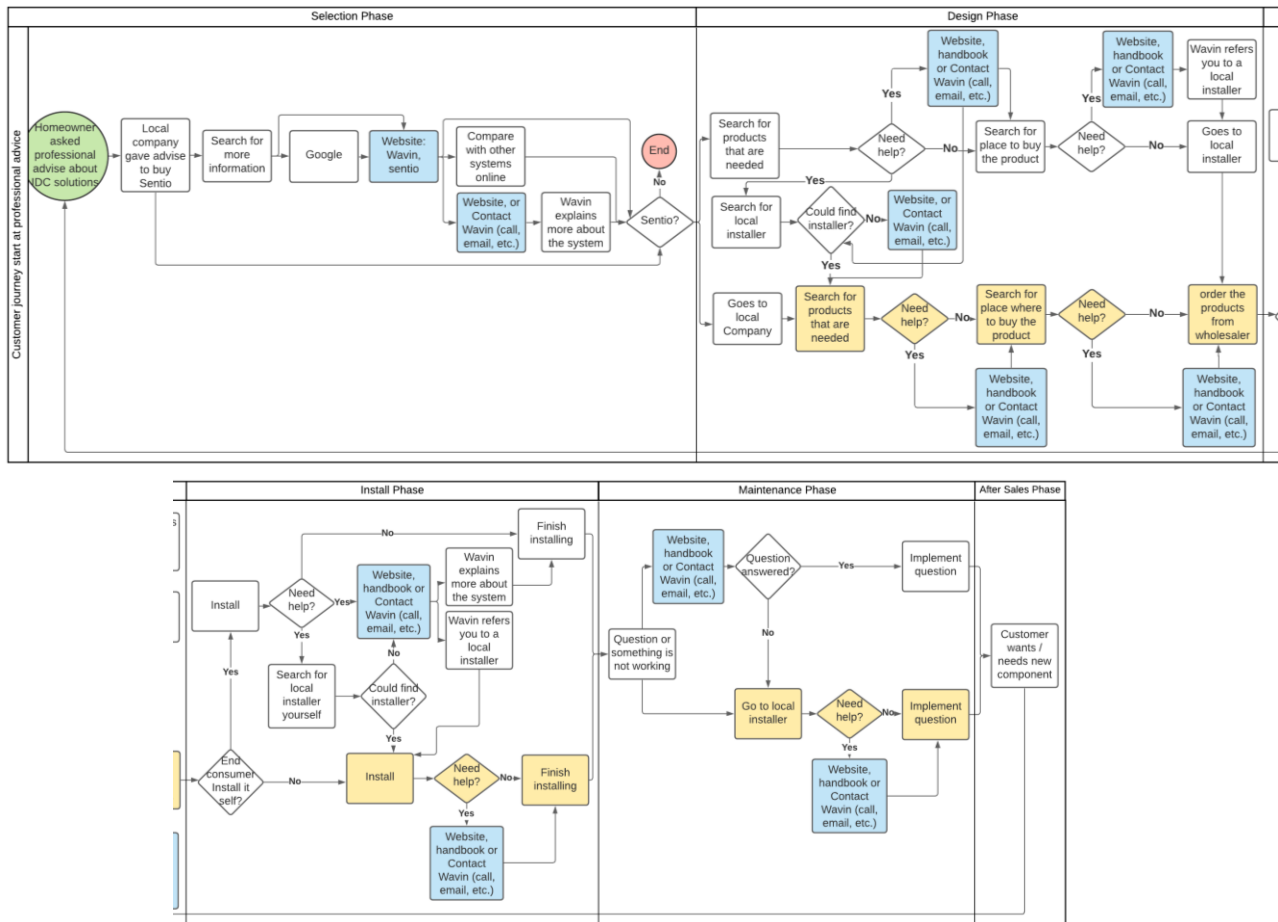 Selection Phase
Design Phase
Customer journey start at professional advice
Homeowner
asked
professional
advise about
IDC solutions
Local
company
gave advise
to buy
Sentio
Search for
more
information
Google
Website:
Wavin,
sentio
Compare
with other
systems
online
Website, or
Contact
Wavin (call,
email, etc.)
Wavin
explains
more about
the system
End
No
Sentio?
Search for
products
that are
needed
Yes
Need
help?
No
Website,
handbook
or Contact
Wavin (call,
email, etc.)
Search for
place to buy
the product
Need
help?
Yes
No
Website,
handbook
or Contact
Wavin (call,
email, etc.)
Wavin refers
you to a
local
installer
Goes to
local
installer
Yes
Search for
local
installer
Could find
installer?
No
Yes
Website, or
Contact
Wavin (call,
email, etc.)
Goes to
local
Company
Search for
products
that are
needed
Need
help?
No
Yes
Search for
place where
to buy the
product
Need
help?
No
Yes
order the
products
from
wholesaler
Website,
handbook
or Contact
Wavin (call,
email, etc.)
Website,
handbook
or Contact
Wavin (call,
email, etc.)
Install Phase
Maintenance Phase
After Sales Phase
s
Install
Need
help?
No
Yes
Yes
Website,
handbook or
Contact
Wavin (call,
email, etc.)
Wavin
explains
more about
the system
Finish
installing
Wavin refers
you to a
local
installer
Yes
Search for
local
installer
yourself
No
Could find
installer?
Yes
End
consumer
Install it
self?
No
Install
Need
help?
No
Yes
Finish
installing
Website,
handbook or
Contact
Wavin (call,
email, etc.)
Question or
something is
not working
Website,
handbook
or Contact
Wavin (call,
email, etc.)
Question
answered?
Yes
No
Implement
question
Go to local
installer
Need
help?
No
Yes
Implement
question
Website,
handbook
or Contact
Wavin (call,
email, etc.)
Customer
wants /
needs new
component